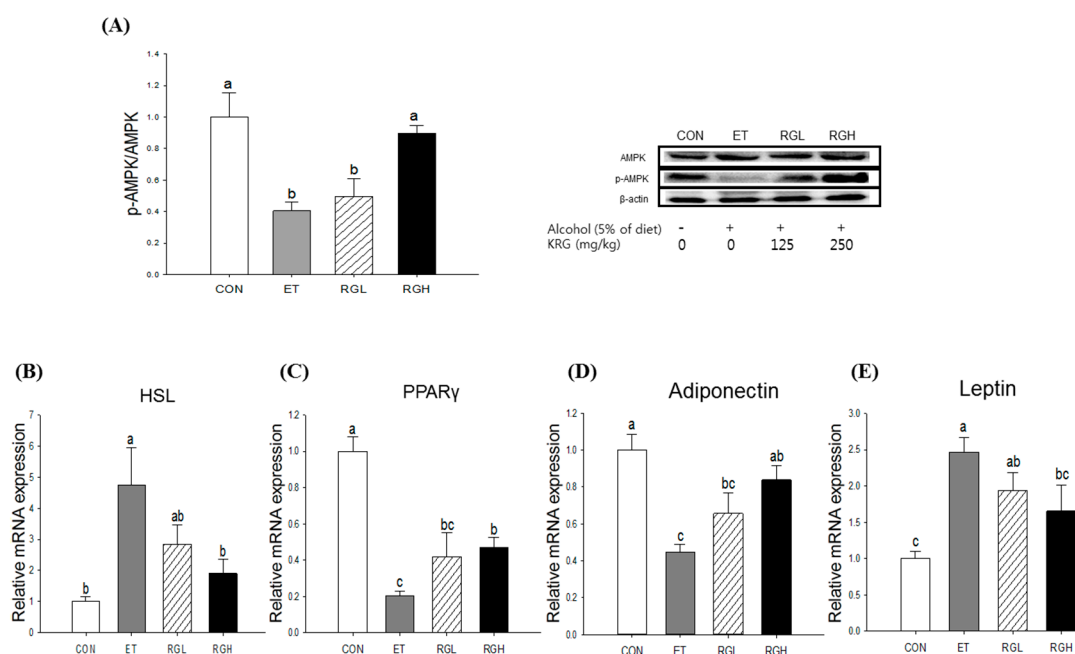 (A)
p-AMPK/AMPK
1.4
1.2
1.0
0.8
0.6
0.4
0.2
0.0
a
b
b
a
CON ET RGL RGH
CON ET RGL RGH
AMPK
p-AMPK
β-actin
Alcohol (5% of diet) - + + +
KRG (mg/kg) 0 0 125 250
(B)
HSL
Relative mRNA expression
7
6
5
4
3
2
1
0
b
a
ab
b
CON ET RGL RGH
(C)
PPARγ
Relative mRNA expression
1.2
1.0
0.8
0.6
0.4
0.2
0.0
a
c
bc
b
CON ET RGL RGH
(D)
Adiponectin
Relative mRNA expression
1.2
1.0
0.8
0.6
0.4
0.2
0.0
a
c
bc
ab
CON ET RGL RGH
(E)
Leptin
Relative mRNA expression
3.0
2.5
2.0
1.5
1.0
0.5
0.0
c
a
ab
bc
CON ET RGL RGH